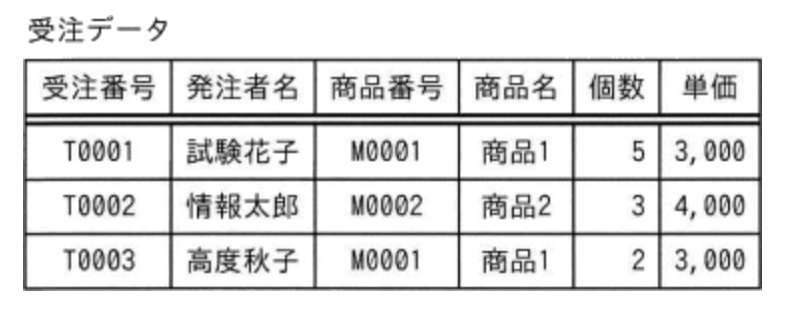 受注データ
受注番号 発注者名 商品番号 商品名 個数 単価
T0001 試験花子 M0001 商品1 5 3,000
T0002 情報太郎 M0002 商品2 3 4,000
T0003 高度秋子 M0001 商品1 2 3,000